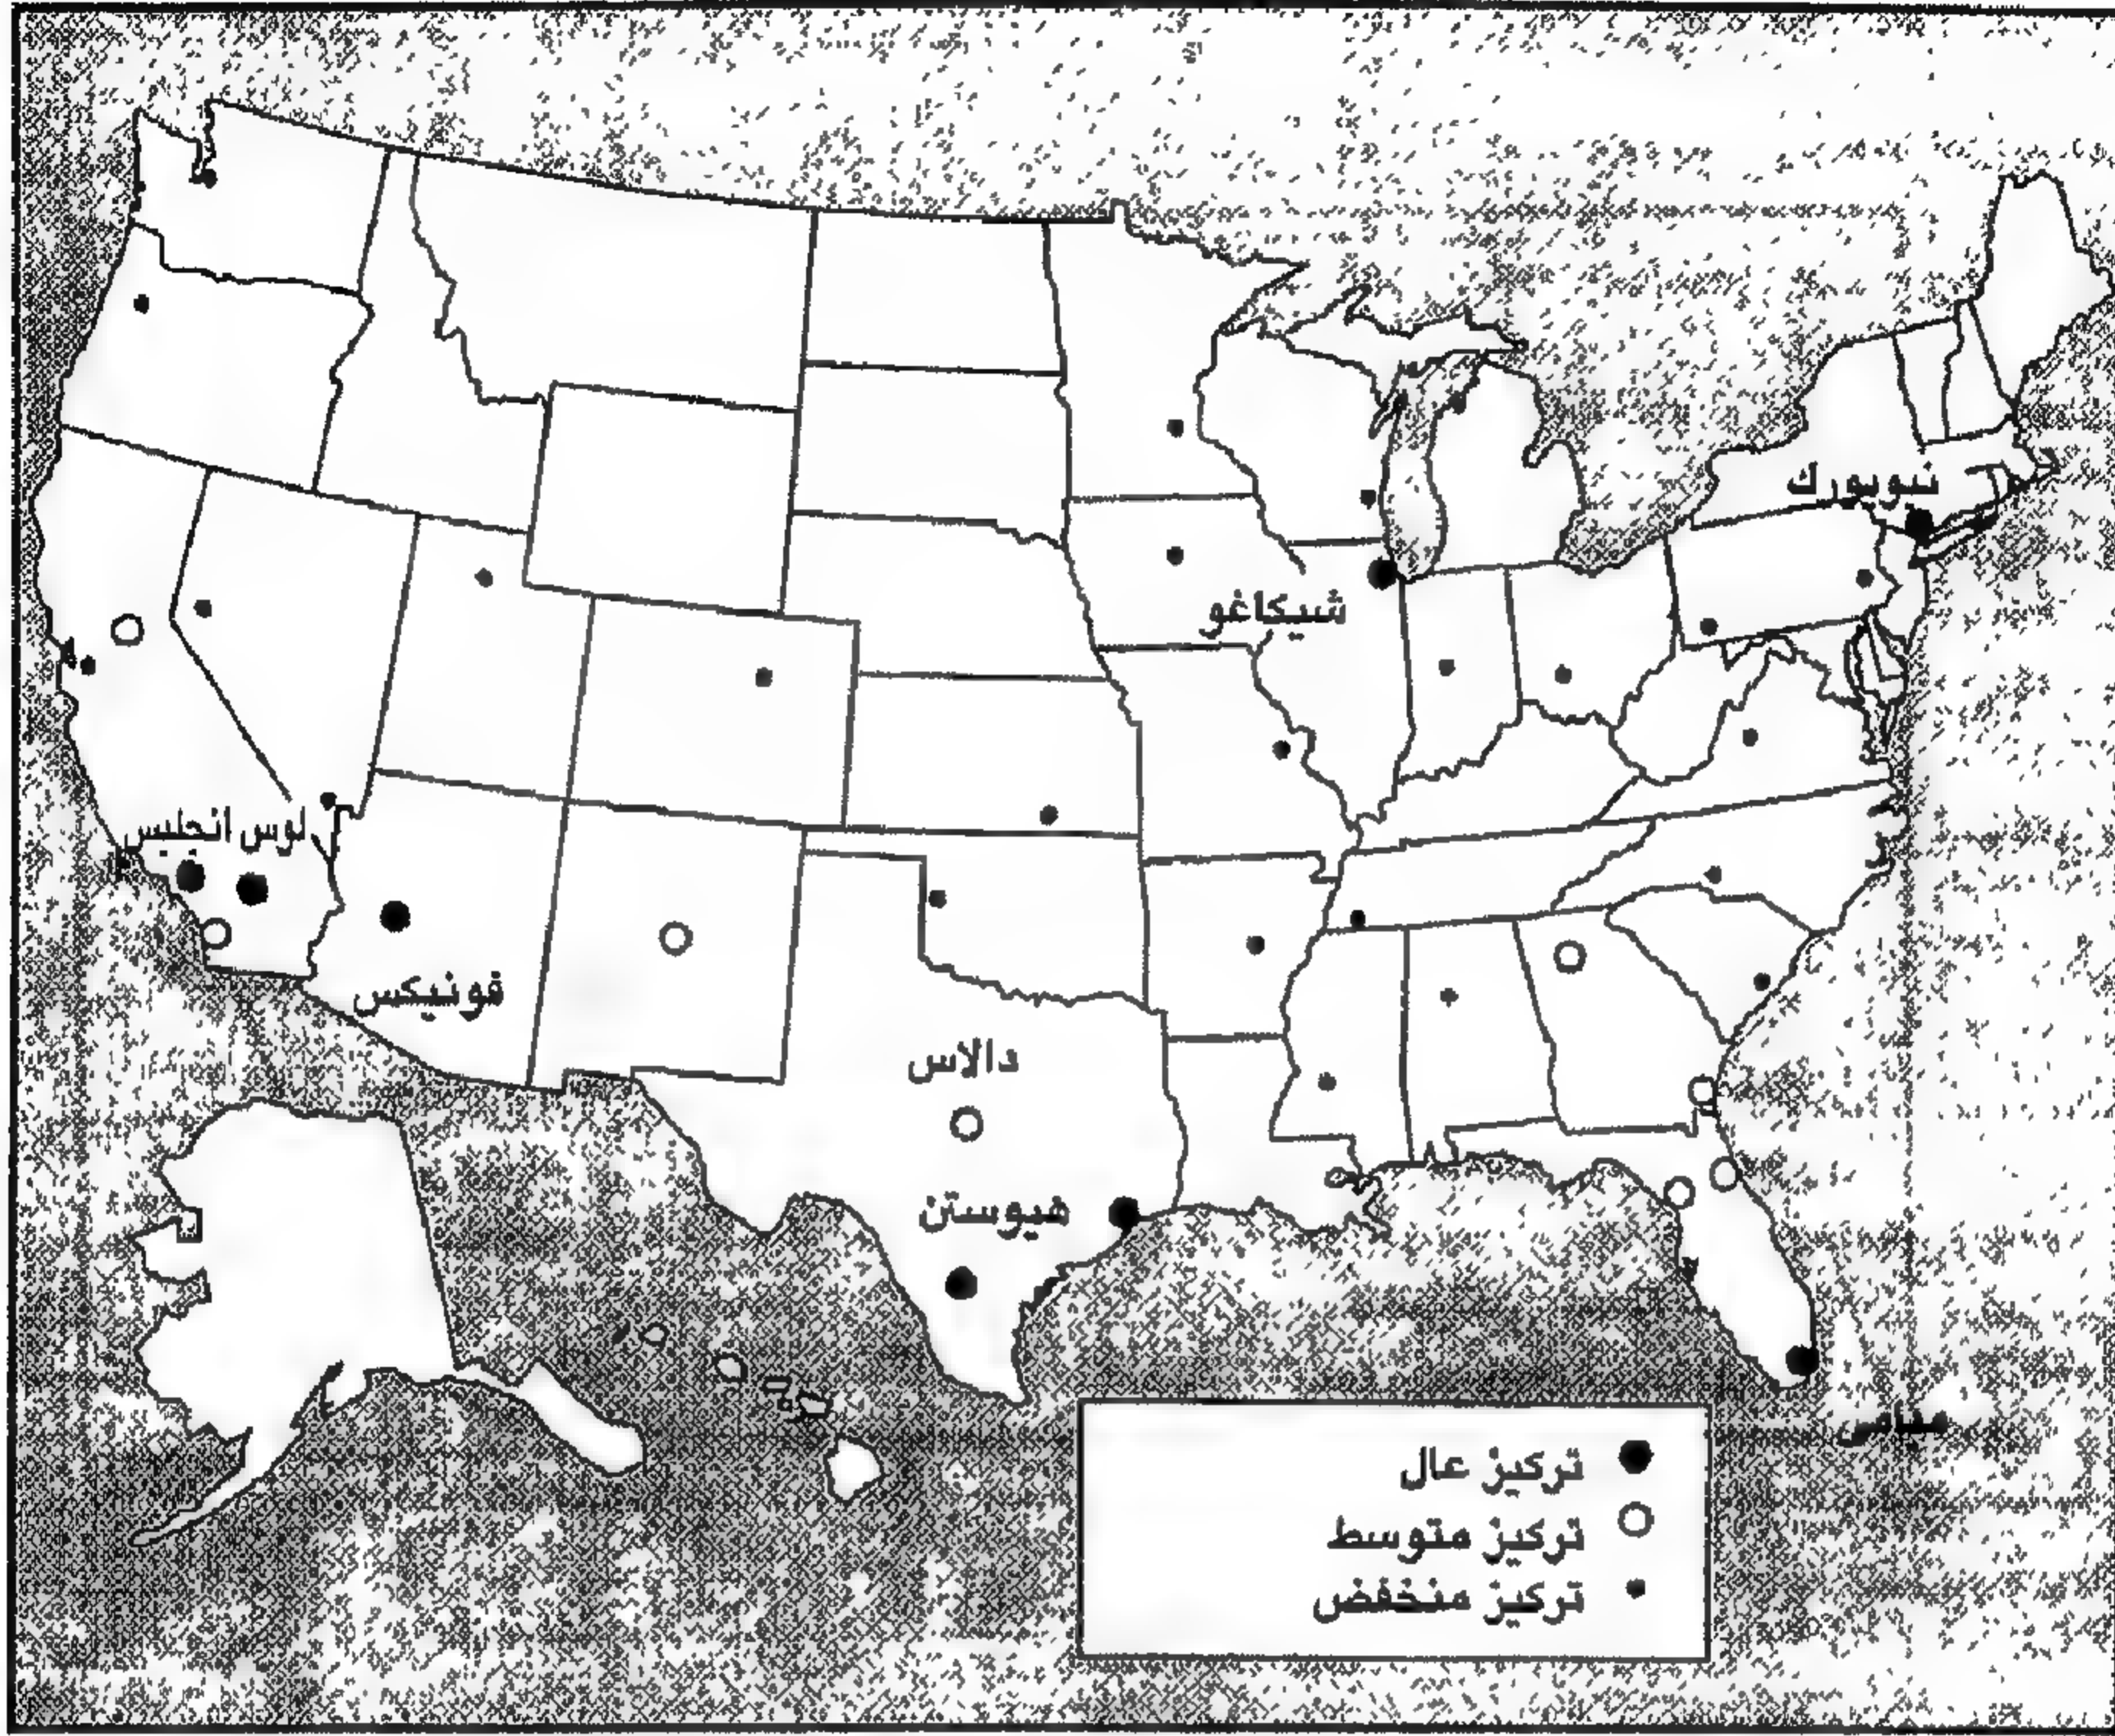 نيويورك
شيكاغو
لوس انجليس
فونيكس
دالاس
هيوستن
ميامي
تركيز عال
تركيز متوسط
تركيز منخفض